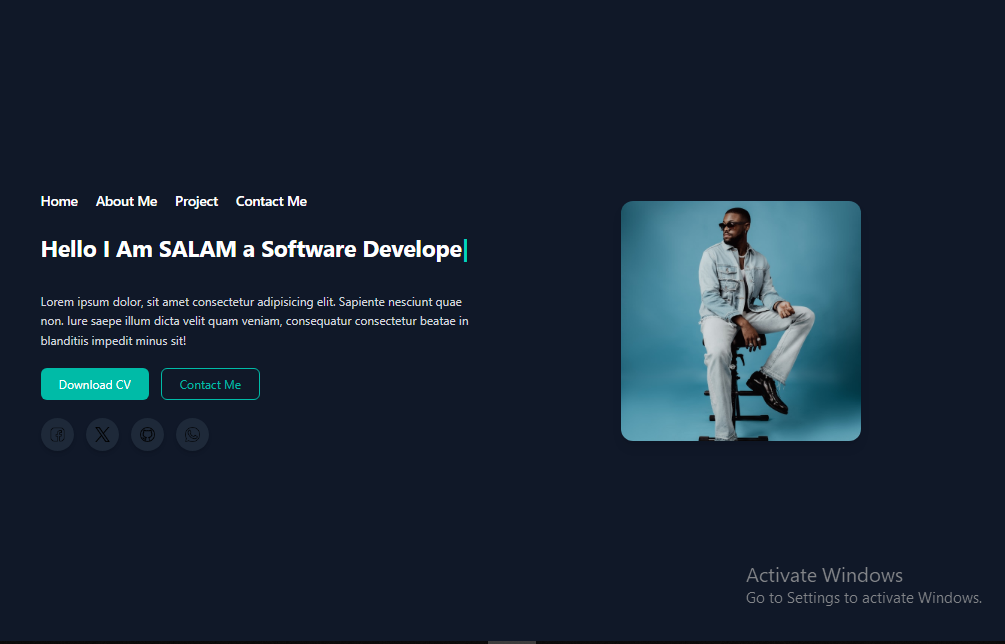 Home About Me Project Contact Me
Hello I Am SALAM a Software Develope
Lorem ipsum dolor, sit amet consectetur adipisicing elit. Sapiente nesciunt quae
non. Iure saepe illum dicta velit quam veniam, consequatur consectetur beatae in
blanditiis impedit minus sit!
Download CV Contact Me
Activate Windows
Go to Settings to activate Windows.